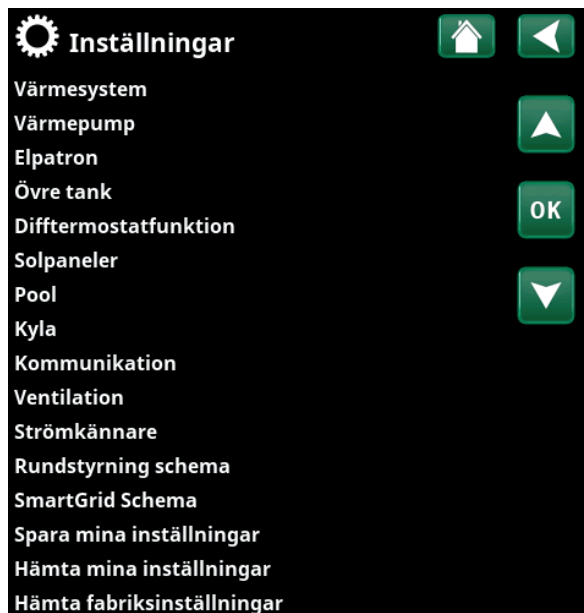 Inställningar
Värmesystem
Värmepump
Elpatron
Övre tank
Difftermostatfunktion
OK
Solpaneler
Pool
Kyla
Kommunikation
Ventilation
Strömkännare
Rundstyrning schema
SmartGrid Schema
Spara mina inställningar
Hämta mina inställningar
Hämta fabriksinställningar